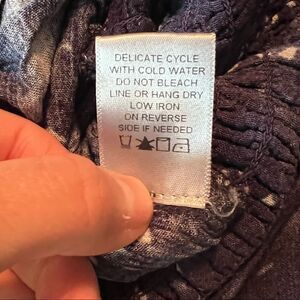 DELICATE CYCLE
WITH COLD WATER
DO NOT BLEACH
LINE OR HANG DRY
LOW IRON
ON REVERSE
SIDE IF NEEDED